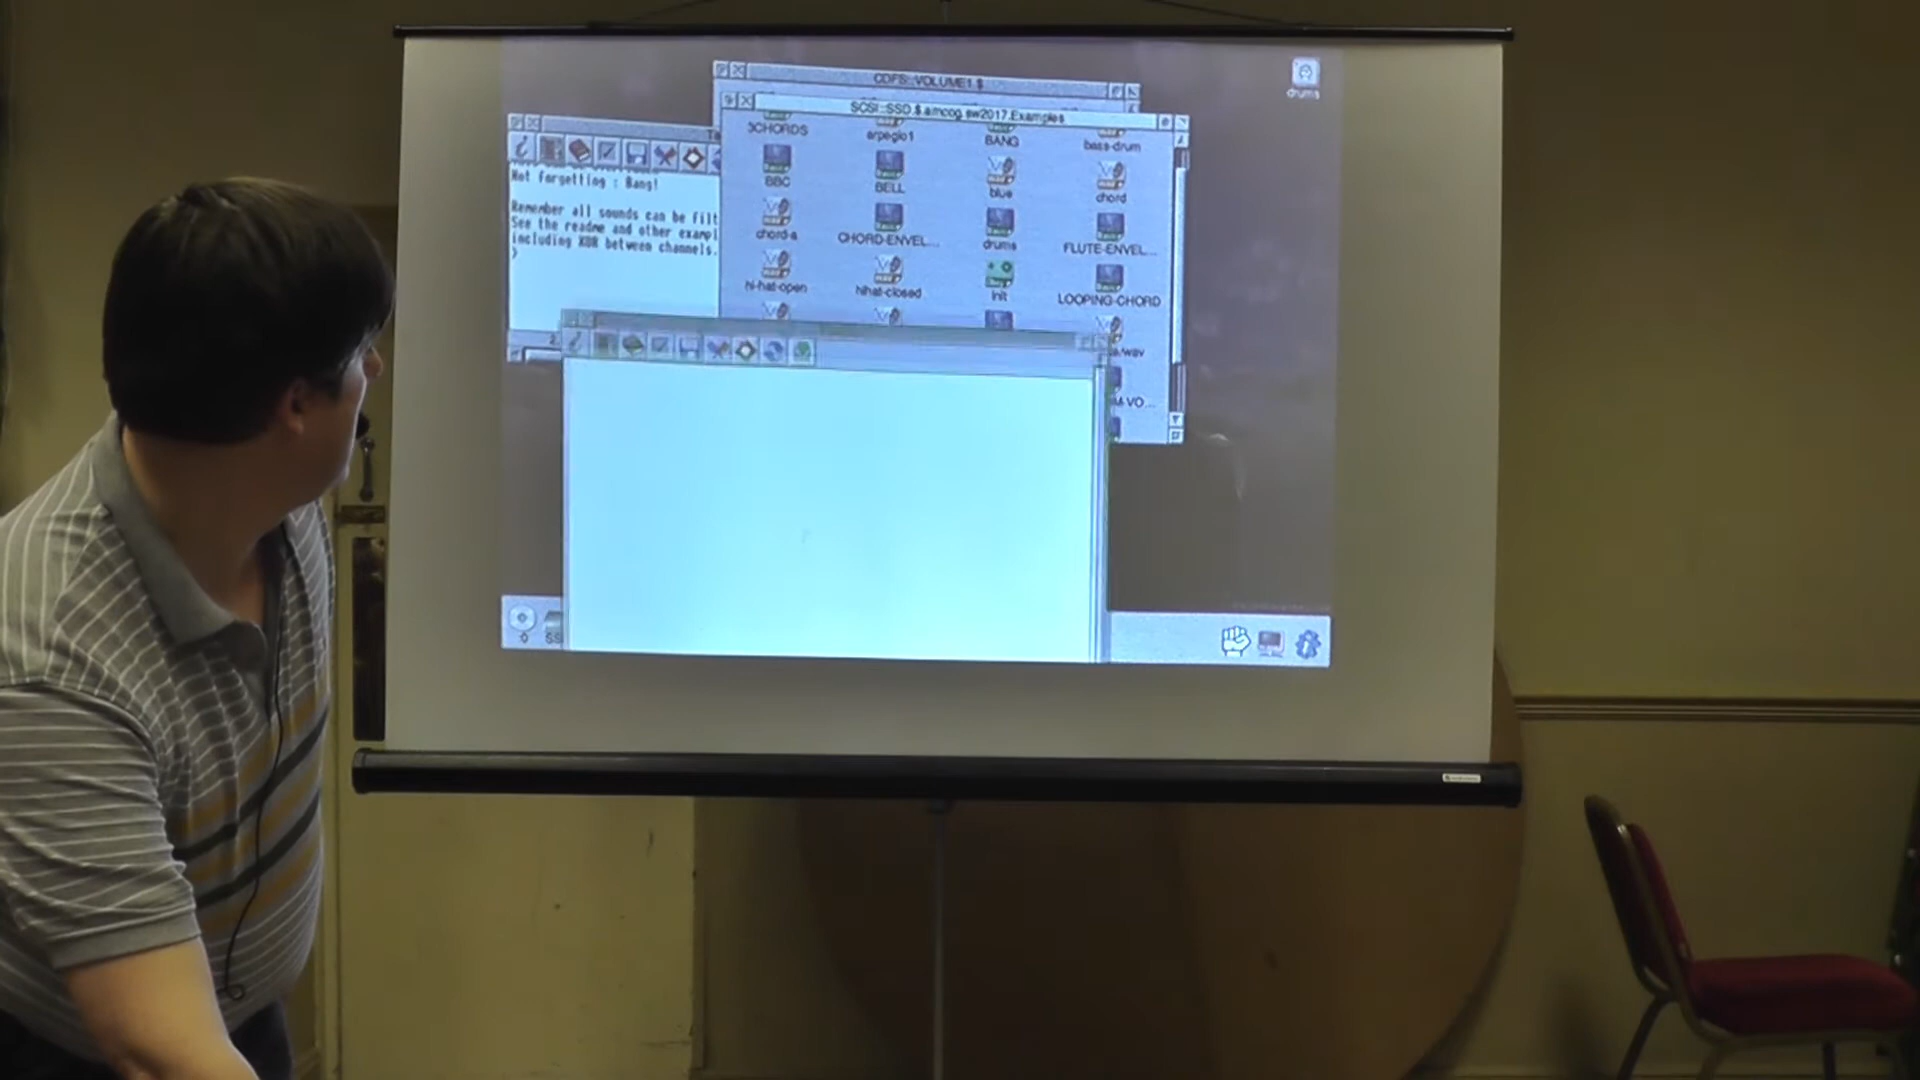 drums
CDFS::VOLUME1.$
SCSI::SSD.$.amcog.sw2017.Examples
3CHORDS
arpegio1
BANG
bass-drum
BBC
BELL
blue
chord
chord-a
CHORD-ENVEL...
drums
FLUTE-ENVEL...
hi-hat-open
hihat-closed
Init
LOOPING-CHORD
Not forgetting : Bang!
Remember all sounds can be filt
See the readme and other exampl
including XOR between channels.
>
0